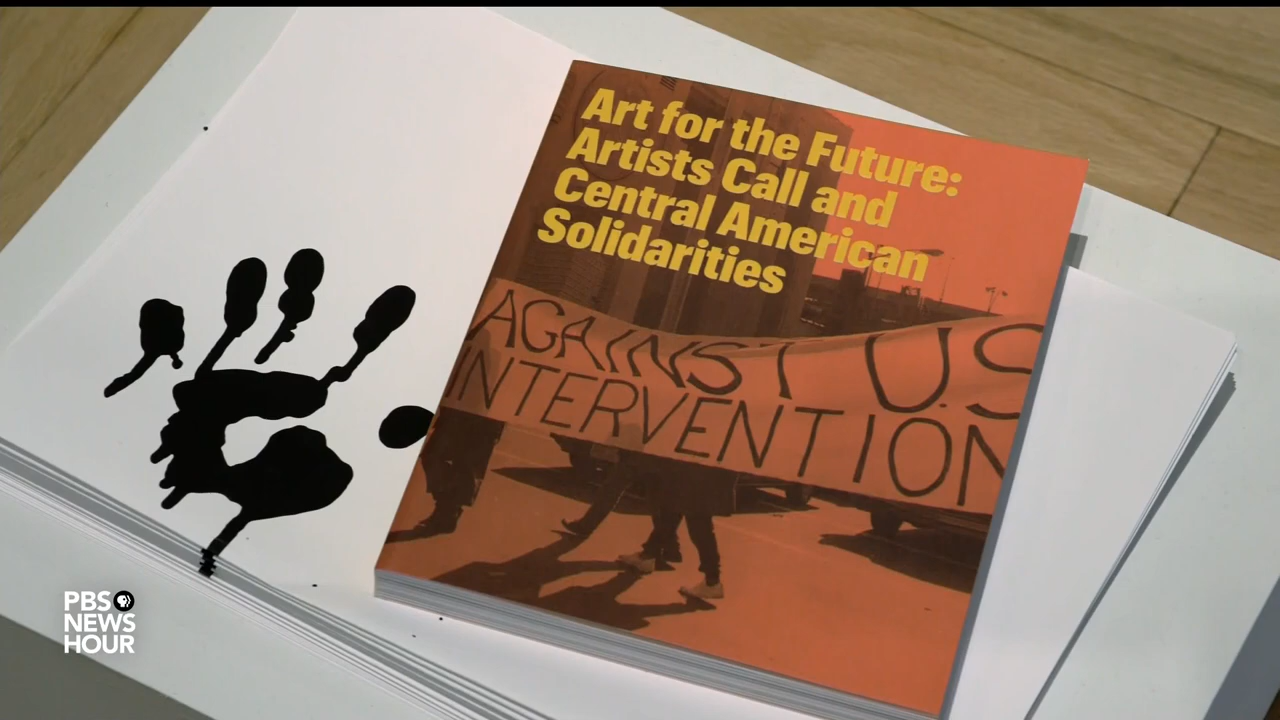 Art for the Future:
Artists Call and
Central American
Solidarities
AGAINST U.S
INTERVENTION
PBS
NEWS
HOUR